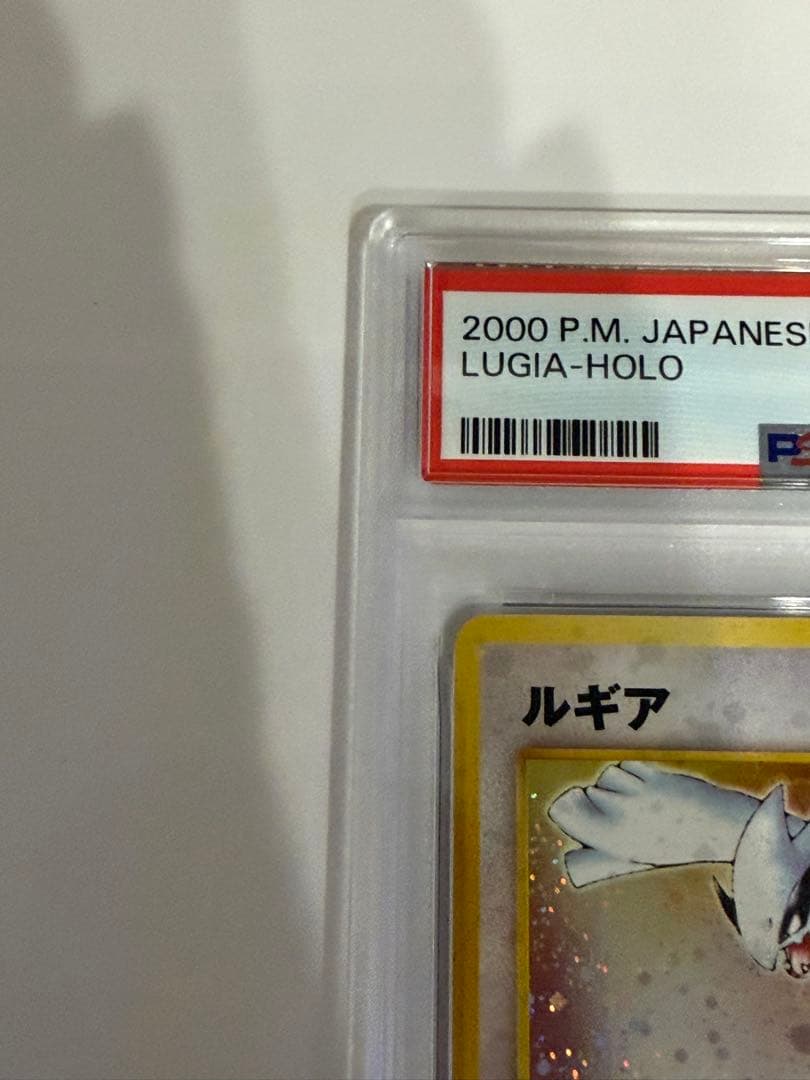 2000 P.M. JAPANES
LUGIA-HOLO
ルギア